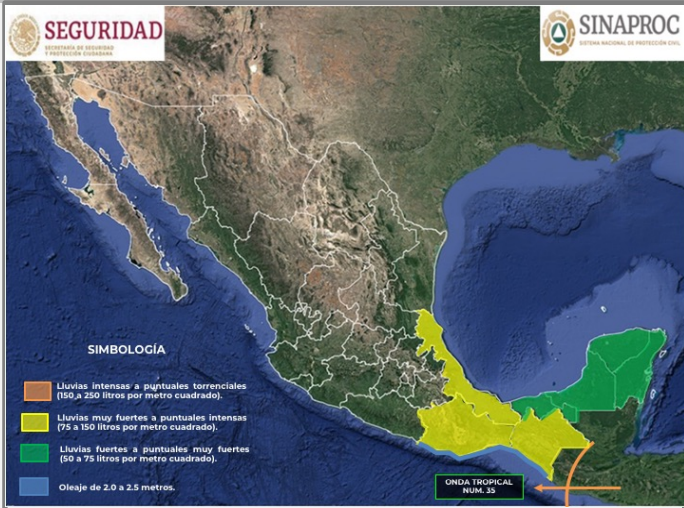 SEGURIDAD
SECRETARÍA DE SEGURIDAD
Y PROTECCIÓN CIUDADANA
SINAPROC
SISTEMA NACIONAL DE PROTECCIÓN CIVIL
SIMBOLOGÍA
Lluvias intensas a puntuales torrenciales
(150 a 250 litros por metro cuadrado).
Lluvias muy fuertes a puntuales intensas
(75 a 150 litros por metro cuadrado).
Lluvias fuertes a puntuales muy fuertes
(50 a 75 litros por metro cuadrado).
Oleaje de 2.0 a 2.5 metros.
ONDA TROPICAL
NUM. 35